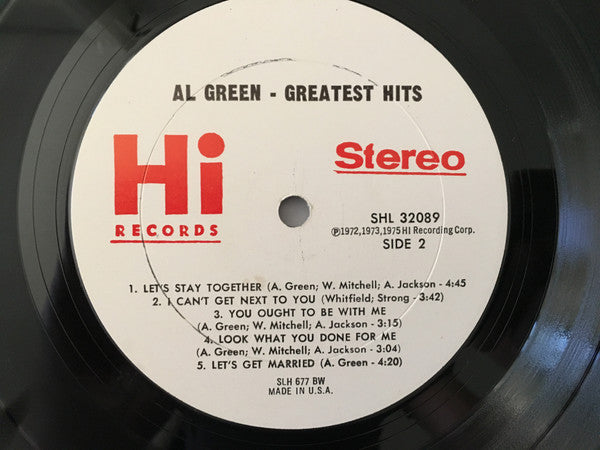 AL GREEN - GREATEST HITS
Hi
RECORDS
Stereo
SHL 32089
Ⓟ1972,1973,1975 HI Recording Corp.
SIDE 2
1. LET'S STAY TOGETHER (A. Green; W. Mitchell; A. Jackson - 4:45
2. I CAN'T GET NEXT TO YOU (Whitfield; Strong - 3:42)
3. YOU OUGHT TO BE WITH ME
(A. Green; W. Mitchell; A. Jackson - 3:15)
4. LOOK WHAT YOU DONE FOR ME
(A. Green; W. Mitchell; A. Jackson - 3:04)
5. LET'S GET MARRIED (A. Green - 4:20)
SLH 677 BW
MADE IN U.S.A.